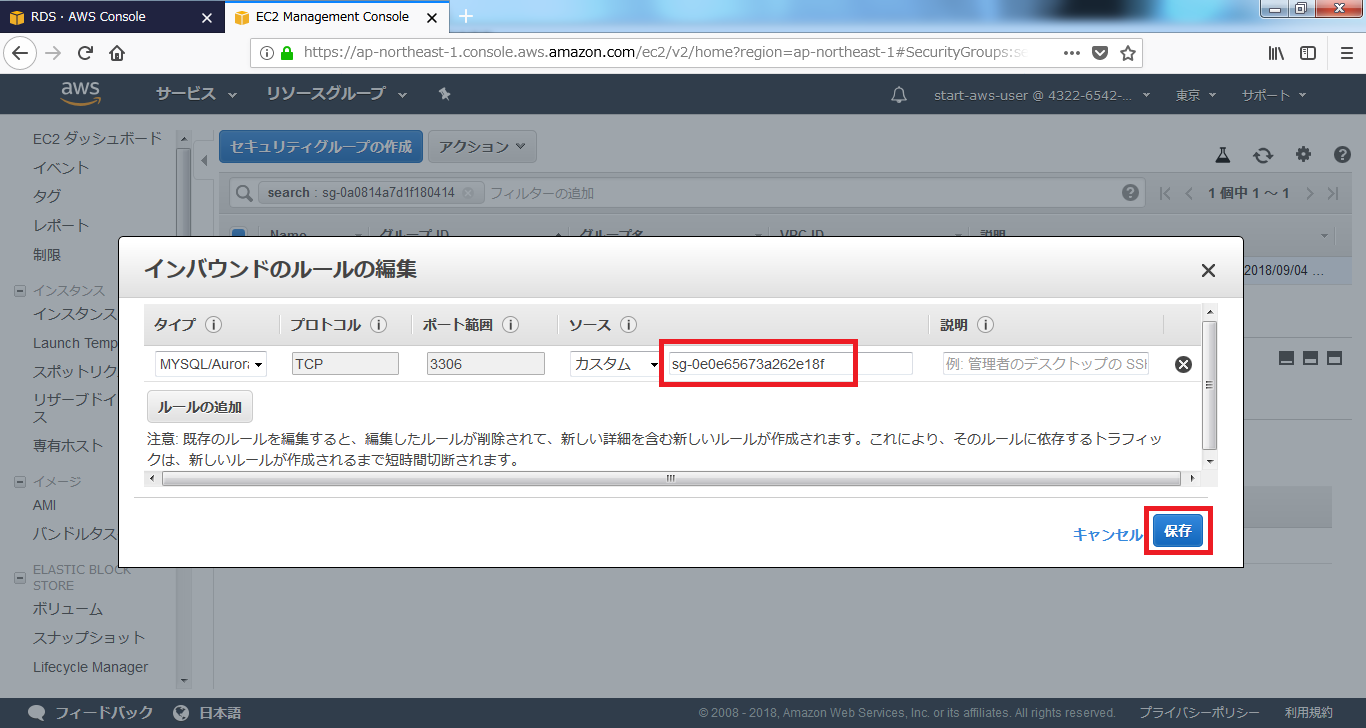 RDS · AWS Console
EC2 Management Console
https://ap-northeast-1.console.aws.amazon.com/ec2/v2/home?region=ap-northeast-1#SecurityGroups:se
aws
サービス
リソースグループ
start-aws-user @ 4322-6542-...
東京
サポート
EC2 ダッシュボード
イベント
タグ
レポート
制限
インスタンス
インスタンス
Launch Temp
スポットリク
リザーブドイ
ス
専有ホスト
イメージ
AMI
バンドルタス
ELASTIC BLOCK
STORE
ボリューム
スナップショット
Lifecycle Manager
セキュリティグループの作成
アクション
search : sg-0a0814a7d1f180414
フィルターの追加
1 個中 1 ～ 1
Name
グループ ID
グループ名
VPC ID
説明
2018/09/04 ...
インバウンドのルールの編集
タイプ
プロトコル
ポート範囲
ソース
説明
MYSQL/Aurora
TCP
3306
カスタム
sg-0e0e65673a262e18f
例: 管理者のデスクトップの SSH
ルールの追加
注意: 既存のルールを編集すると、編集したルールが削除されて、新しい詳細を含む新しいルールが作成されます。これにより、そのルールに依存するトラフィッ
クは、新しいルールが作成されるまで短時間切断されます。
キャンセル
保存
フィードバック
日本語
© 2008 - 2018, Amazon Web Services, Inc. or its affiliates. All rights reserved.
プライバシーポリシー
利用規約